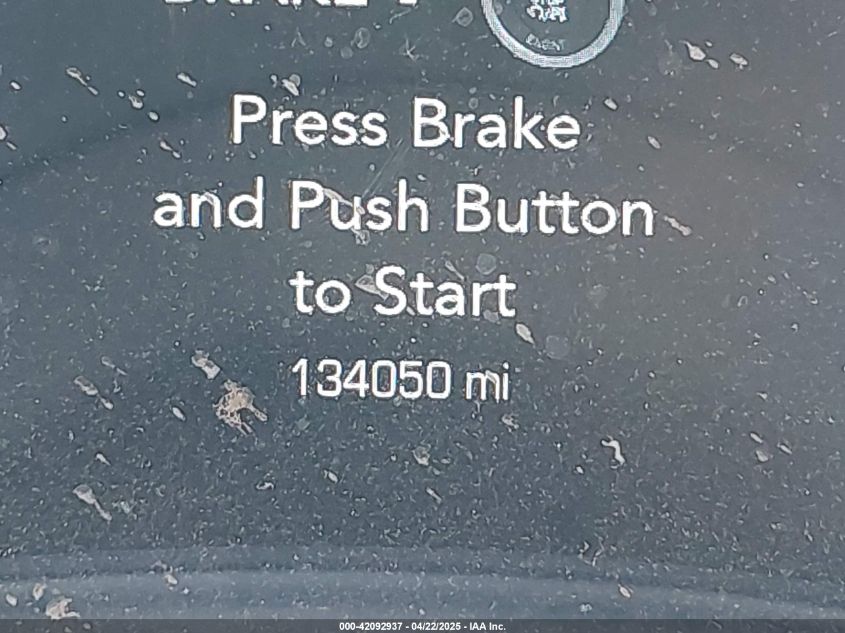 Press Brake
and Push Button
to Start
134050 mi
000-42092937 - 04/22/2025 - IAA Inc.